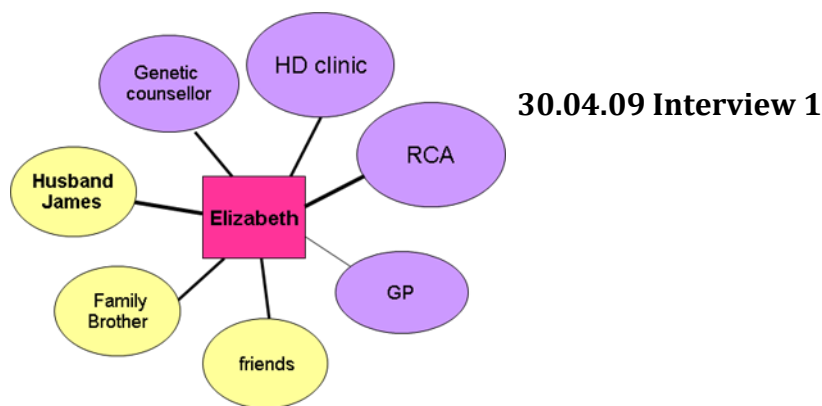 Genetic
counsellor
HD clinic
30.04.09 Interview 1
RCA
Husband
James
Elizabeth
GP
Family
Brother
friends